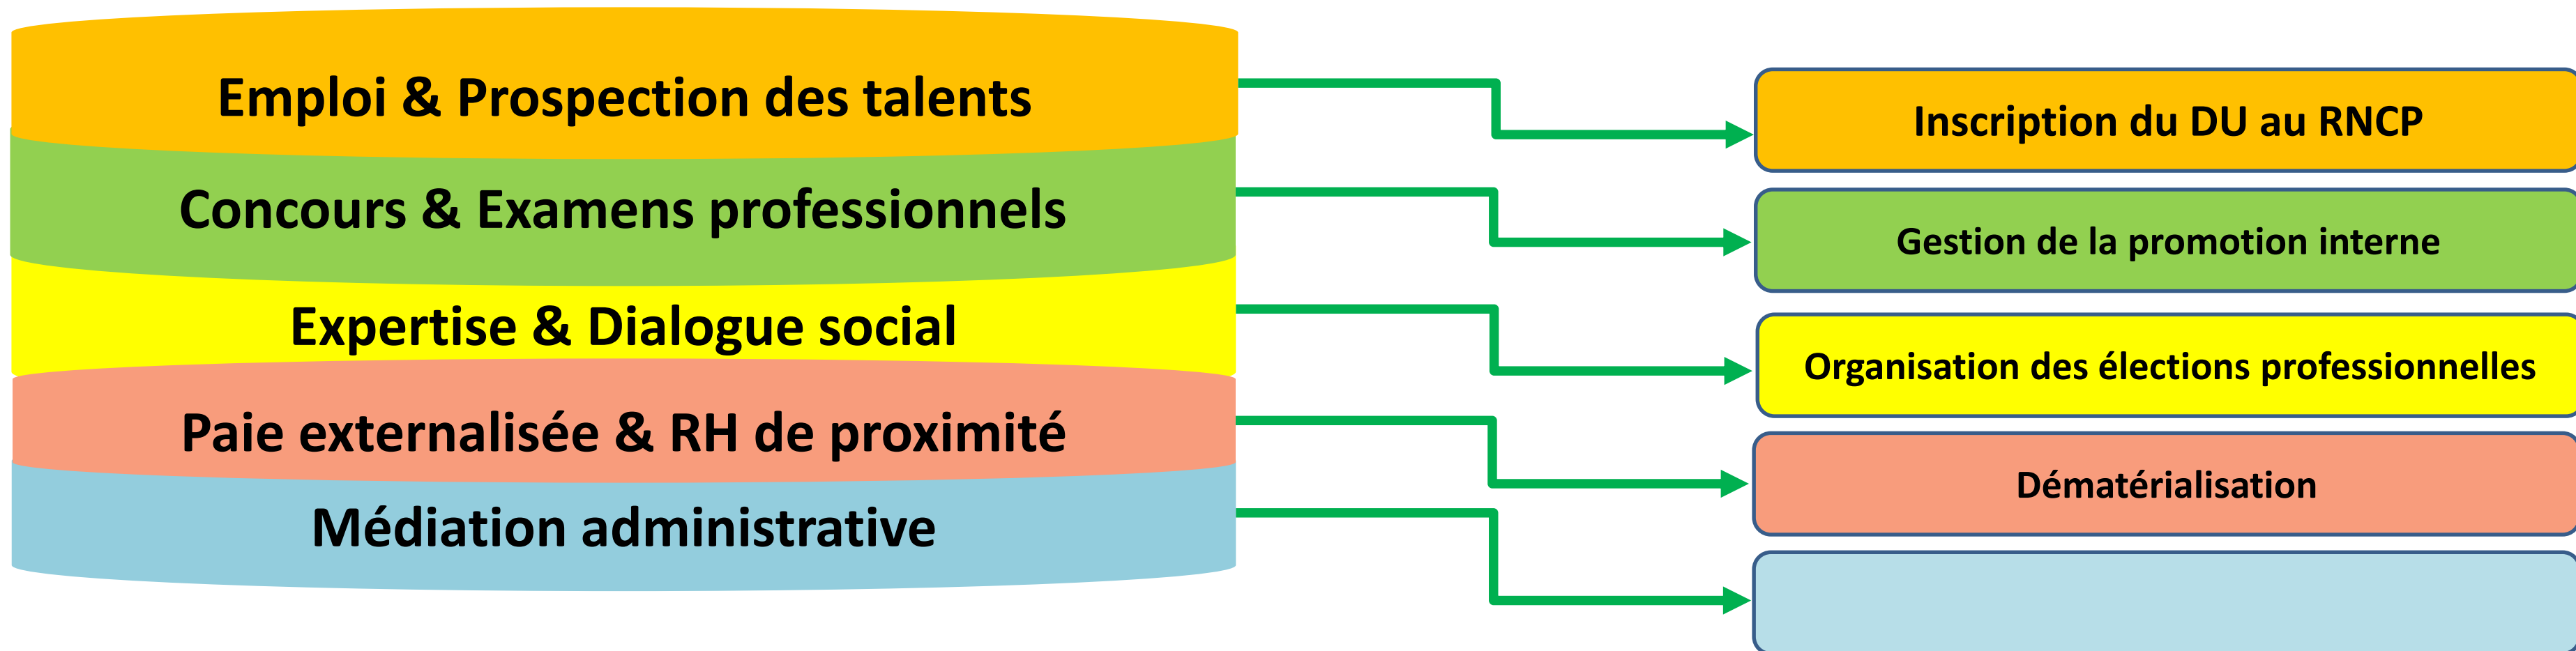 Emploi & Prospection des talents
Inscription du DU au RNCP
Concours & Examens professionnels
Gestion de la promotion interne
Expertise & Dialogue social
Organisation des élections professionnelles
Paie externalisée & RH de proximité
Dématérialisation
Médiation administrative